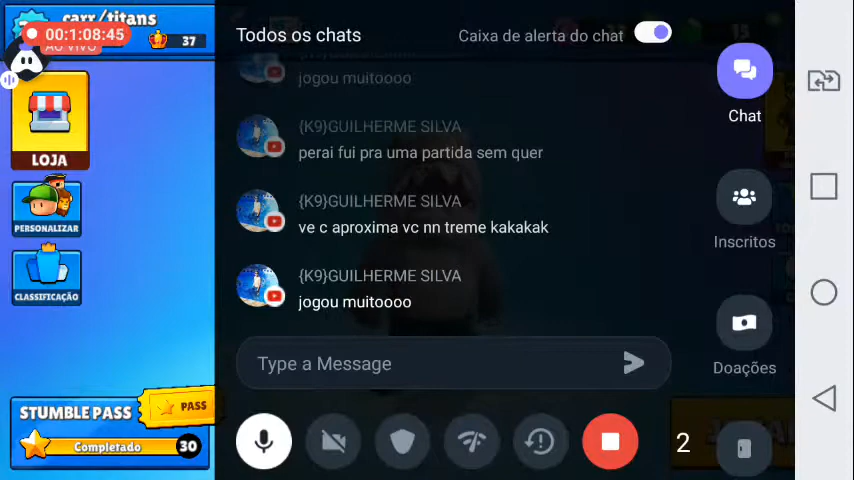 carr/titans
00:1:08:45
AO VIVO
37
LOJA
PERSONALIZAR
CLASSIFICAÇÃO
STUMBLE PASS
PASS
Completado
30
Todos os chats
Caixa de alerta do chat
jogou muitoooo
{K9}GUILHERME SILVA
perai fui pra uma partida sem quer
{K9}GUILHERME SILVA
ve c aproxima vc nn treme kakakak
{K9}GUILHERME SILVA
jogou muitoooo
Type a Message
2
Chat
Inscritos
Doações